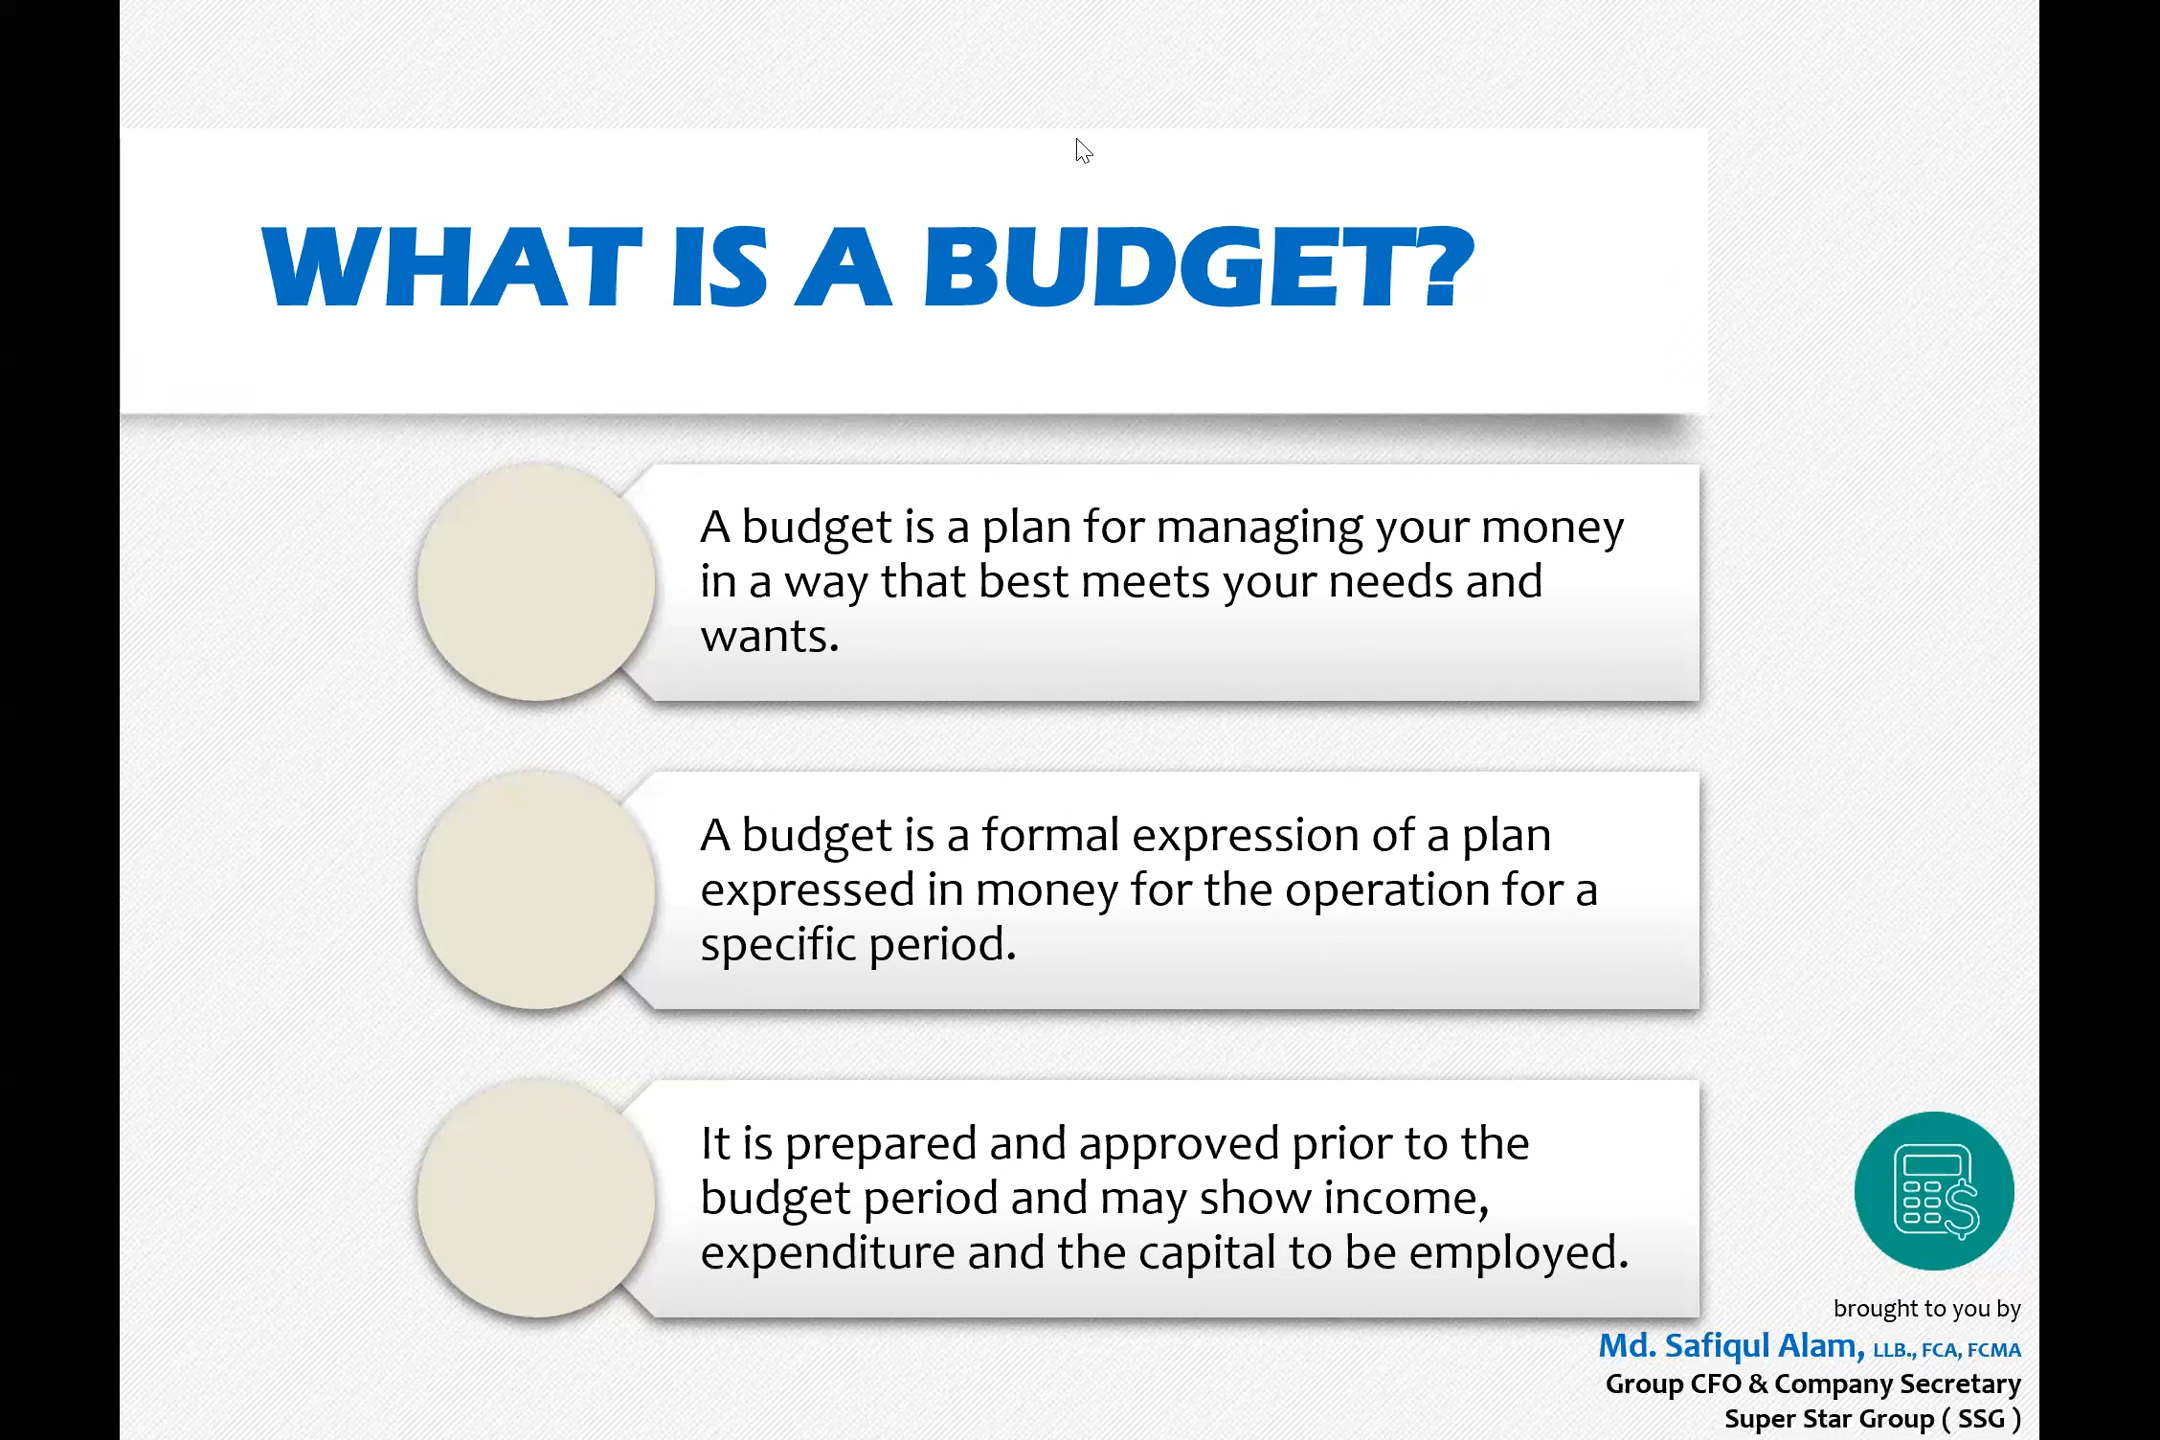 WHAT IS A BUDGET?
A budget is a plan for managing your money
in a way that best meets your needs and
wants.
A budget is a formal expression of a plan
expressed in money for the operation for a
specific period.
It is prepared and approved prior to the
budget period and may show income,
expenditure and the capital to be employed.
brought to you by
Md. Safiqul Alam, LLB., FCA, FCMA
Group CFO & Company Secretary
Super Star Group ( SSG )